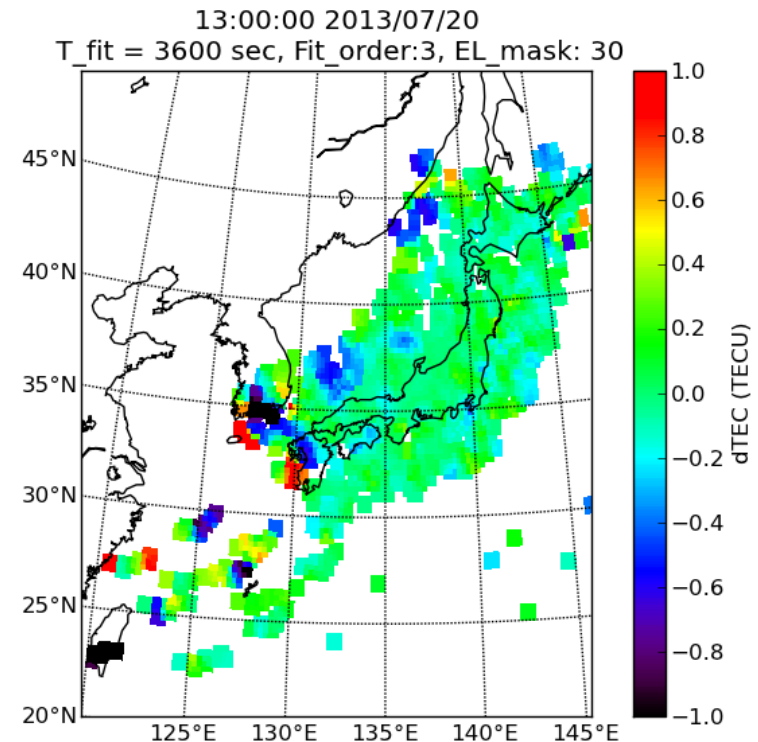 13:00:00 2013/07/20
T_fit = 3600 sec, Fit_order:3, EL_mask: 30
45°N
40°N
35°N
30°N
25°N
20°N
125°E 130°E 135°E 140°E 145°E
1.0
0.8
0.6
0.4
0.2
0.0
−0.2
−0.4
−0.6
−0.8
−1.0
dTEC (TECU)